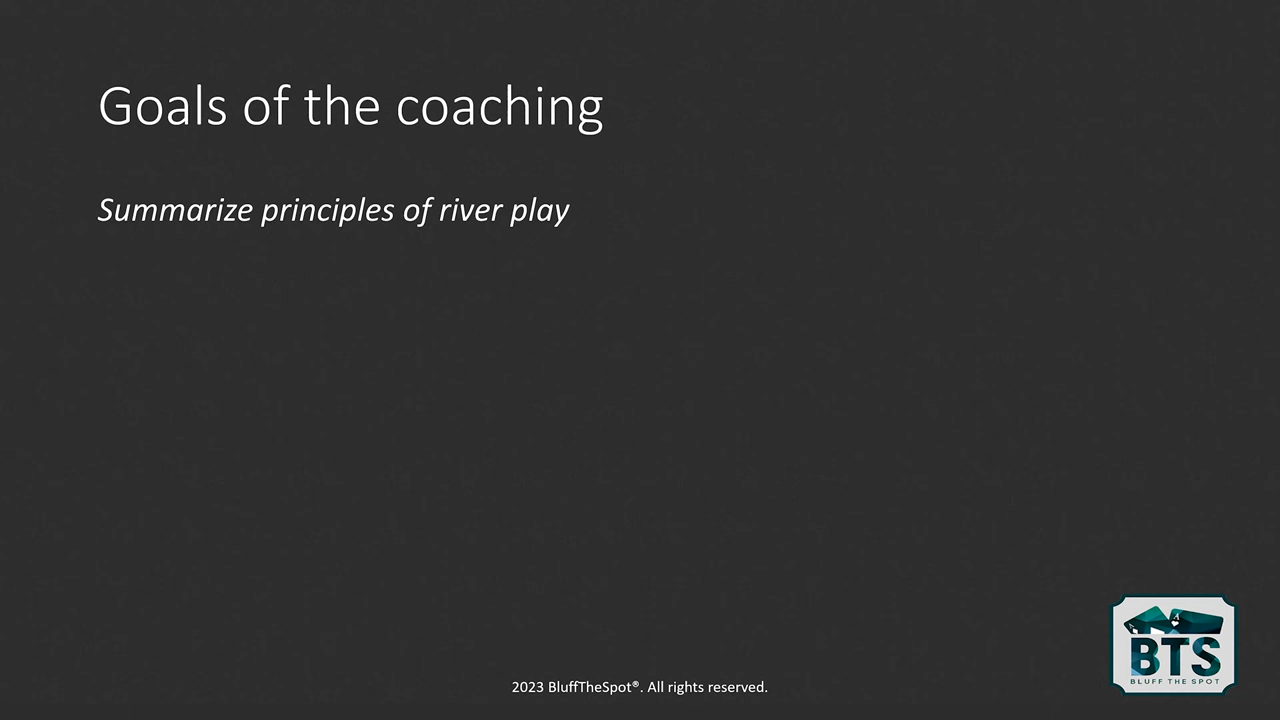 Goals of the coaching
Summarize principles of river play
BTS
BLUFF THE SPOT
2023 BluffTheSpot®. All rights reserved.